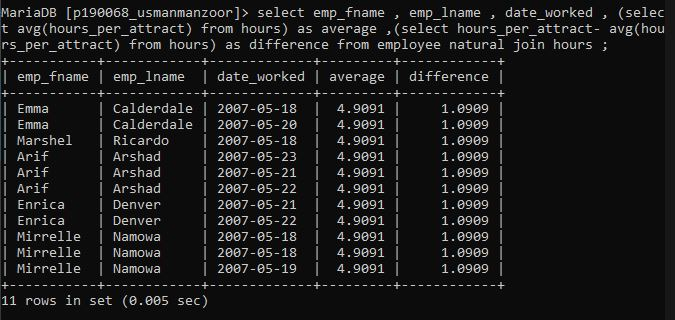 MariaDB [p190068_usmanmanzoor]> select emp_fname , emp_lname , date_worked , (selec
t avg(hours_per_attract) from hours) as average ,(select hours_per_attract- avg(hou
rs_per_attract) from hours) as difference from employee natural join hours ;
+-----------+------------+-------------+---------+------------+
| emp_fname | emp_lname  | date_worked | average | difference |
+-----------+------------+-------------+---------+------------+
| Emma      | Calderdale | 2007-05-18  |  4.9091 |     1.0909 |
| Emma      | Calderdale | 2007-05-20  |  4.9091 |     1.0909 |
| Marshel   | Ricardo    | 2007-05-18  |  4.9091 |     1.0909 |
| Arif      | Arshad     | 2007-05-23  |  4.9091 |     1.0909 |
| Arif      | Arshad     | 2007-05-21  |  4.9091 |     1.0909 |
| Arif      | Arshad     | 2007-05-22  |  4.9091 |     1.0909 |
| Enrica    | Denver     | 2007-05-21  |  4.9091 |     1.0909 |
| Enrica    | Denver     | 2007-05-22  |  4.9091 |     1.0909 |
| Mirrelle  | Namowa     | 2007-05-18  |  4.9091 |     1.0909 |
| Mirrelle  | Namowa     | 2007-05-18  |  4.9091 |     1.0909 |
| Mirrelle  | Namowa     | 2007-05-19  |  4.9091 |     1.0909 |
+-----------+------------+-------------+---------+------------+
11 rows in set (0.005 sec)